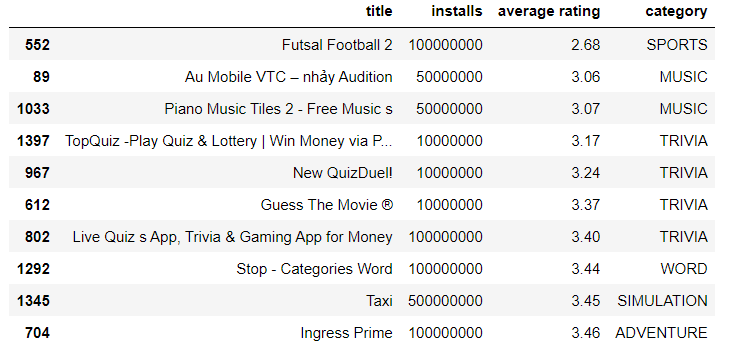 title installs average rating category
552 Futsal Football 2 100000000 2.68 SPORTS
89 Au Mobile VTC – nhảy Audition 50000000 3.06 MUSIC
1033 Piano Music Tiles 2 - Free Music s 50000000 3.07 MUSIC
1397 TopQuiz -Play Quiz & Lottery | Win Money via P... 10000000 3.17 TRIVIA
967 New QuizDuel! 10000000 3.24 TRIVIA
612 Guess The Movie ® 10000000 3.37 TRIVIA
802 Live Quiz s App, Trivia & Gaming App for Money 100000000 3.40 TRIVIA
1292 Stop - Categories Word 100000000 3.44 WORD
1345 Taxi 500000000 3.45 SIMULATION
704 Ingress Prime 100000000 3.46 ADVENTURE